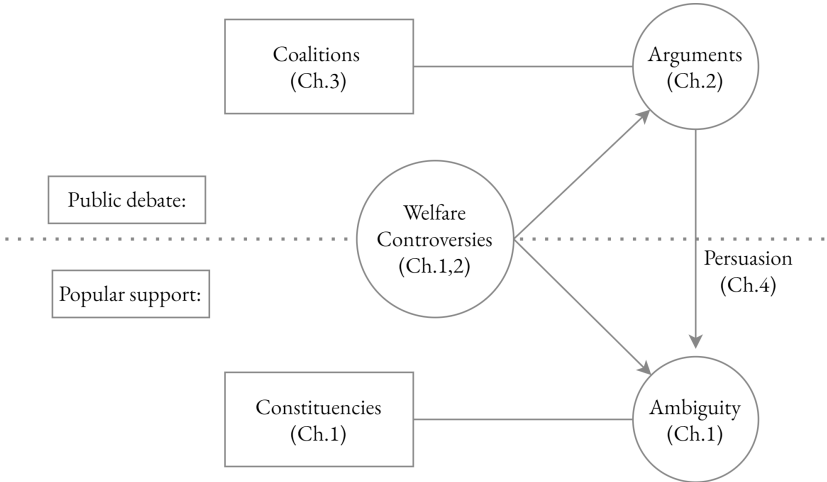 Coalitions
(Ch.3)
Arguments
(Ch.2)
Public debate:
Welfare
Controversies
(Ch.1,2)
Persuasion
(Ch.4)
Popular support:
Constituencies
(Ch.1)
Ambiguity
(Ch.1)